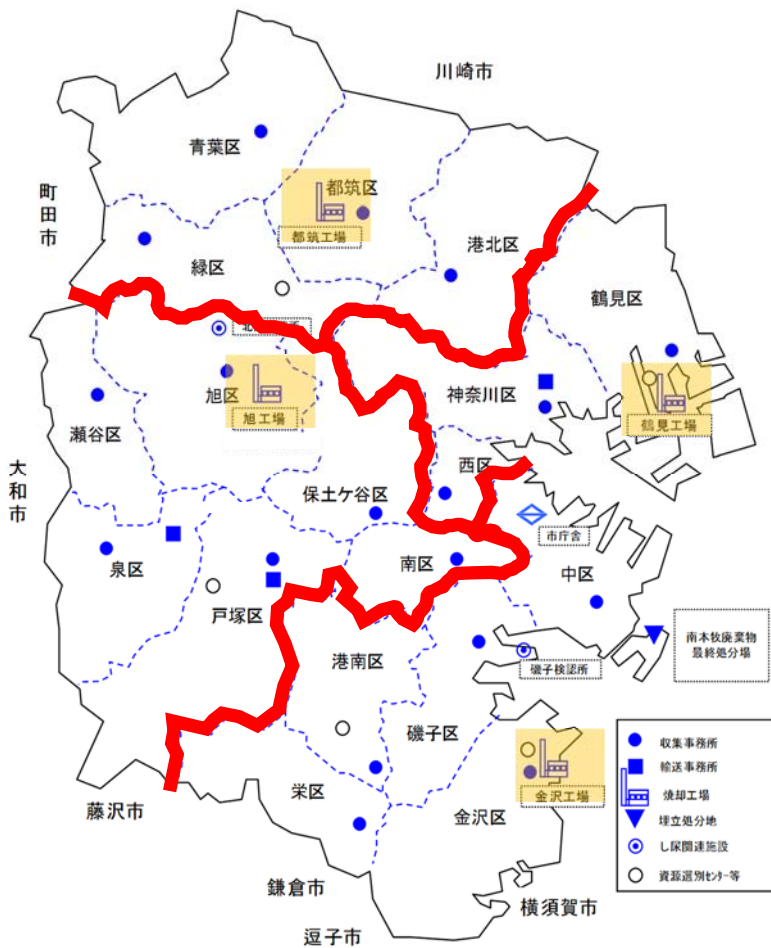 川崎市
青葉区
町田市
都筑区
都筑工場
緑区
港北区
鶴見区
北
所
旭区
旭工場
神奈川区
鶴見工場
瀬谷区
大和市
西区
保土ケ谷区
市庁舎
泉区
南区
中区
戸塚区
南本牧廃棄物
最終処分場
港南区
磯子検認所
磯子区
収集事務所
輸送事務所
焼却工場
埋立処分地
し尿関連施設
資源選別センター等
金沢工場
栄区
金沢区
藤沢市
鎌倉市
横須賀市
逗子市